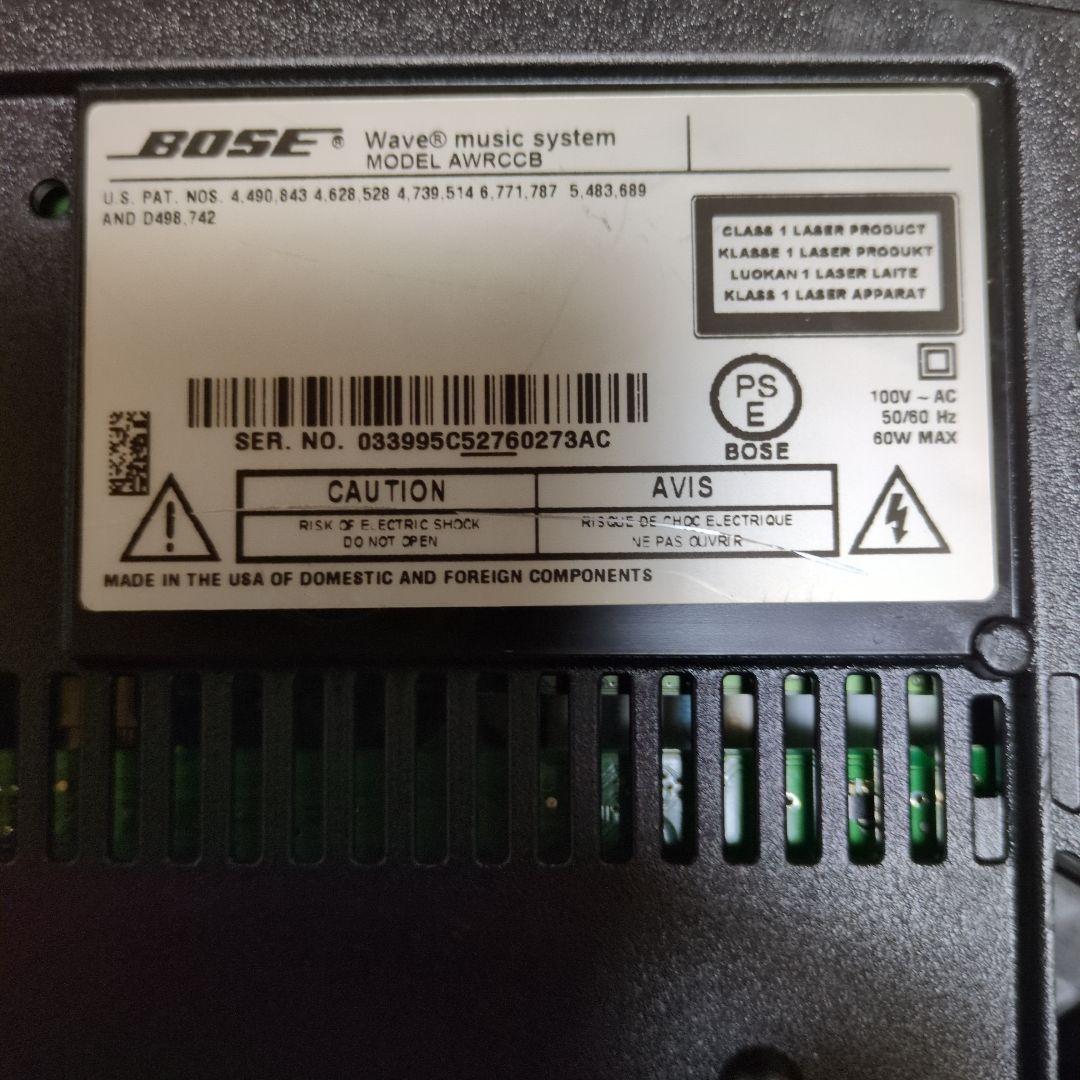 BOSE® Wave® music system
MODEL AWRCCB
U.S. PAT. NOS. 4,490,843 4,628,528 4,739,514 6,771,787 5,483,689
AND D498,742
CLASS 1 LASER PRODUCT
KLASSE 1 LASER PRODUKT
LUOKAN 1 LASER LAITE
KLASS 1 LASER APPARAT
PS
E
BOSE
100V ~ AC
50/60 Hz
60W MAX
SER. NO. 033995C52760273AC
CAUTION
RISK OF ELECTRIC SHOCK
DO NOT OPEN
AVIS
RISQUE DE CHOC ELECTRIQUE
NE PAS OUVRIR
MADE IN THE USA OF DOMESTIC AND FOREIGN COMPONENTS